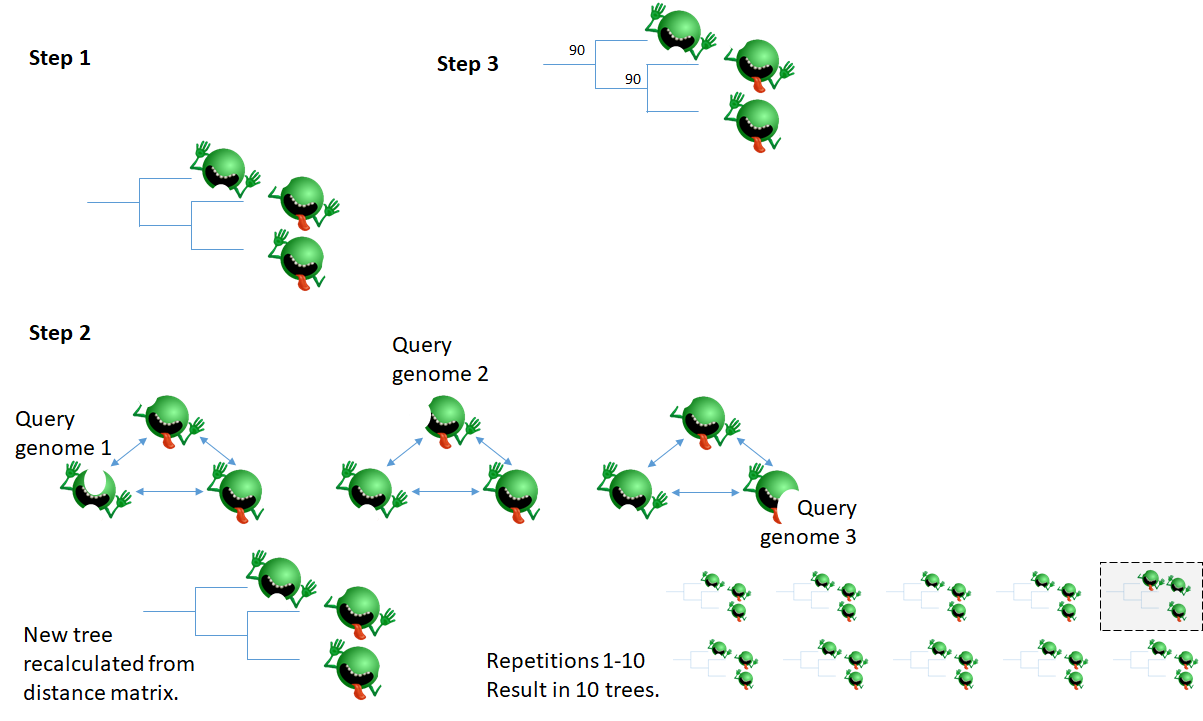 Step 1
Step 3
90
90
Step 2
Query
genome 1
Query
genome 2
Query
genome 3
New tree
recalculated from
distance matrix.
Repetitions 1-10
Result in 10 trees.